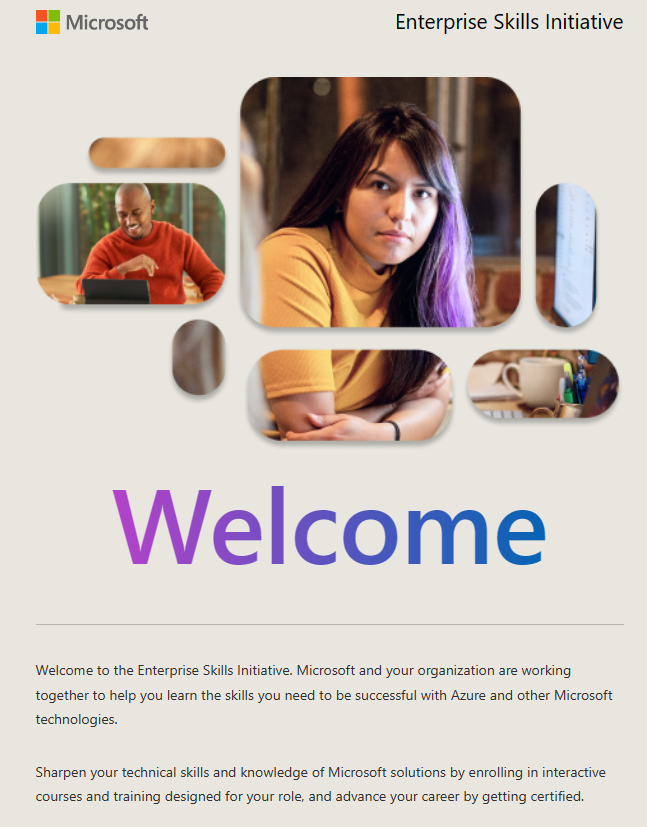 Microsoft
Enterprise Skills Initiative
Welcome
Welcome to the Enterprise Skills Initiative. Microsoft and your organization are working
together to help you learn the skills you need to be successful with Azure and other Microsoft
technologies.
Sharpen your technical skills and knowledge of Microsoft solutions by enrolling in interactive
courses and training designed for your role, and advance your career by getting certified.